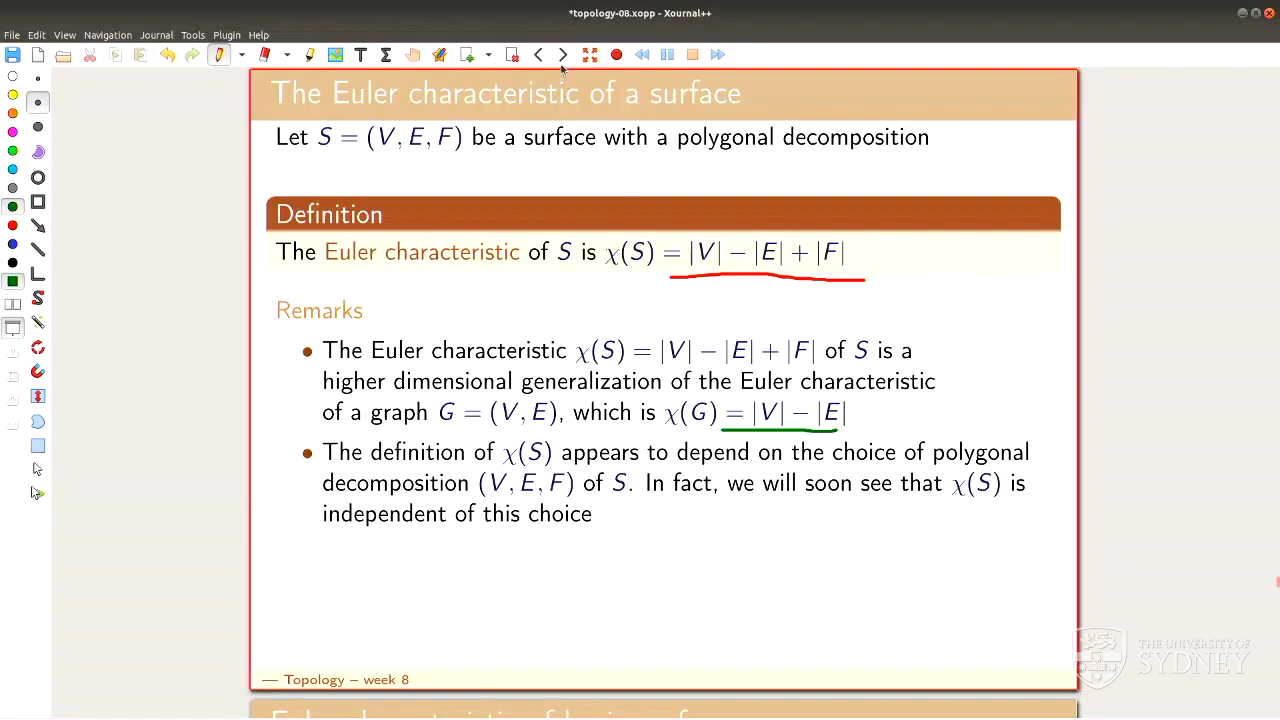 *topology-08.xopp - Xournal++
File Edit View Navigation Journal Tools Plugin Help
The Euler characteristic of a surface
Let S = (V, E, F) be a surface with a polygonal decomposition
Definition
The Euler characteristic of S is χ(S) = |V| − |E| + |F|
Remarks
• The Euler characteristic χ(S) = |V| − |E| + |F| of S is a
higher dimensional generalization of the Euler characteristic
of a graph G = (V, E), which is χ(G) = |V| − |E|
• The definition of χ(S) appears to depend on the choice of polygonal
decomposition (V, E, F) of S. In fact, we will soon see that χ(S) is
independent of this choice
THE UNIVERSITY OF
SYDNEY
— Topology – week 8